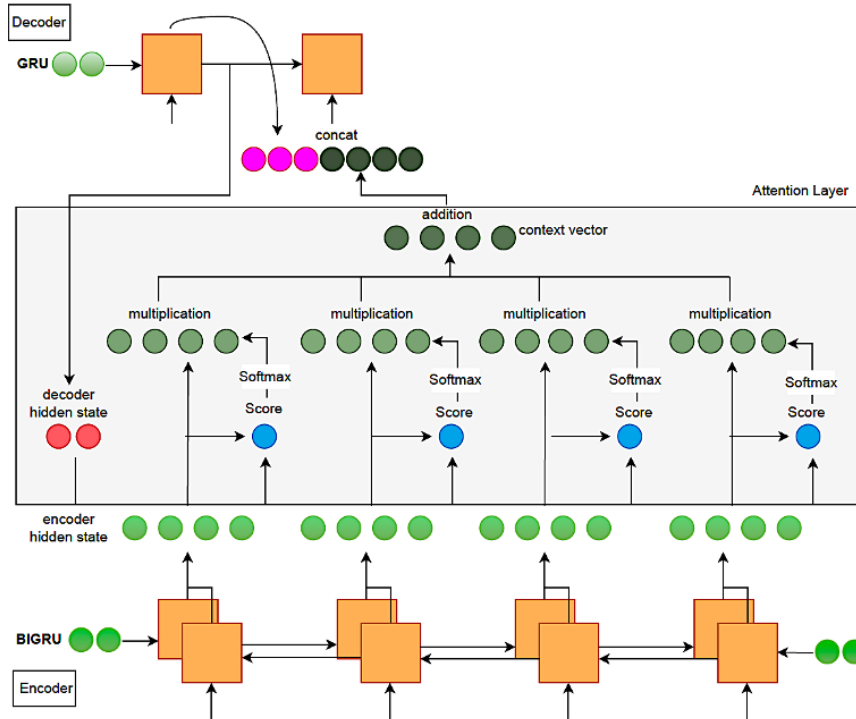 Decoder
GRU
concat
Attention Layer
addition
context vector
multiplication
multiplication
multiplication
multiplication
Softmax
Softmax
Softmax
Softmax
decoder
hidden state
Score
Score
Score
Score
encoder
hidden state
BIGRU
Encoder